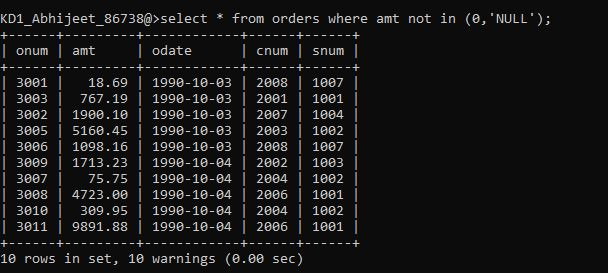 KD1_Abhijeet_86738@>select * from orders where amt not in (0,'NULL');
+------+---------+------------+------+------+
| onum | amt     | odate      | cnum | snum |
+------+---------+------------+------+------+
| 3001 |   18.69 | 1990-10-03 | 2008 | 1007 |
| 3003 |  767.19 | 1990-10-03 | 2001 | 1001 |
| 3002 | 1900.10 | 1990-10-03 | 2007 | 1004 |
| 3005 | 5160.45 | 1990-10-03 | 2003 | 1002 |
| 3006 | 1098.16 | 1990-10-03 | 2008 | 1007 |
| 3009 | 1713.23 | 1990-10-04 | 2002 | 1003 |
| 3007 |   75.75 | 1990-10-04 | 2004 | 1002 |
| 3008 | 4723.00 | 1990-10-04 | 2006 | 1001 |
| 3010 |  309.95 | 1990-10-04 | 2004 | 1002 |
| 3011 | 9891.88 | 1990-10-04 | 2006 | 1001 |
+------+---------+------------+------+------+
10 rows in set, 10 warnings (0.00 sec)